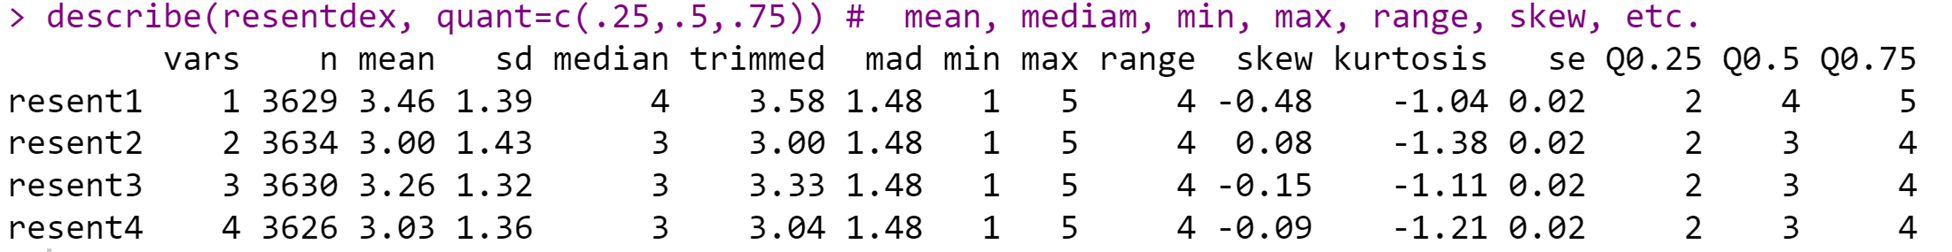 > describe(resentdex, quant=c(.25,.5,.75)) #  mean, mediam, min, max, range, skew, etc.
        vars    n mean   sd median trimmed  mad min max range  skew kurtosis   se Q0.25 Q0.5 Q0.75
resent1    1 3629 3.46 1.39      4    3.58 1.48   1   5     4 -0.48    -1.04 0.02     2    4     5
resent2    2 3634 3.00 1.43      3    3.00 1.48   1   5     4  0.08    -1.38 0.02     2    3     4
resent3    3 3630 3.26 1.32      3    3.33 1.48   1   5     4 -0.15    -1.11 0.02     2    3     4
resent4    4 3626 3.03 1.36      3    3.04 1.48   1   5     4 -0.09    -1.21 0.02     2    3     4